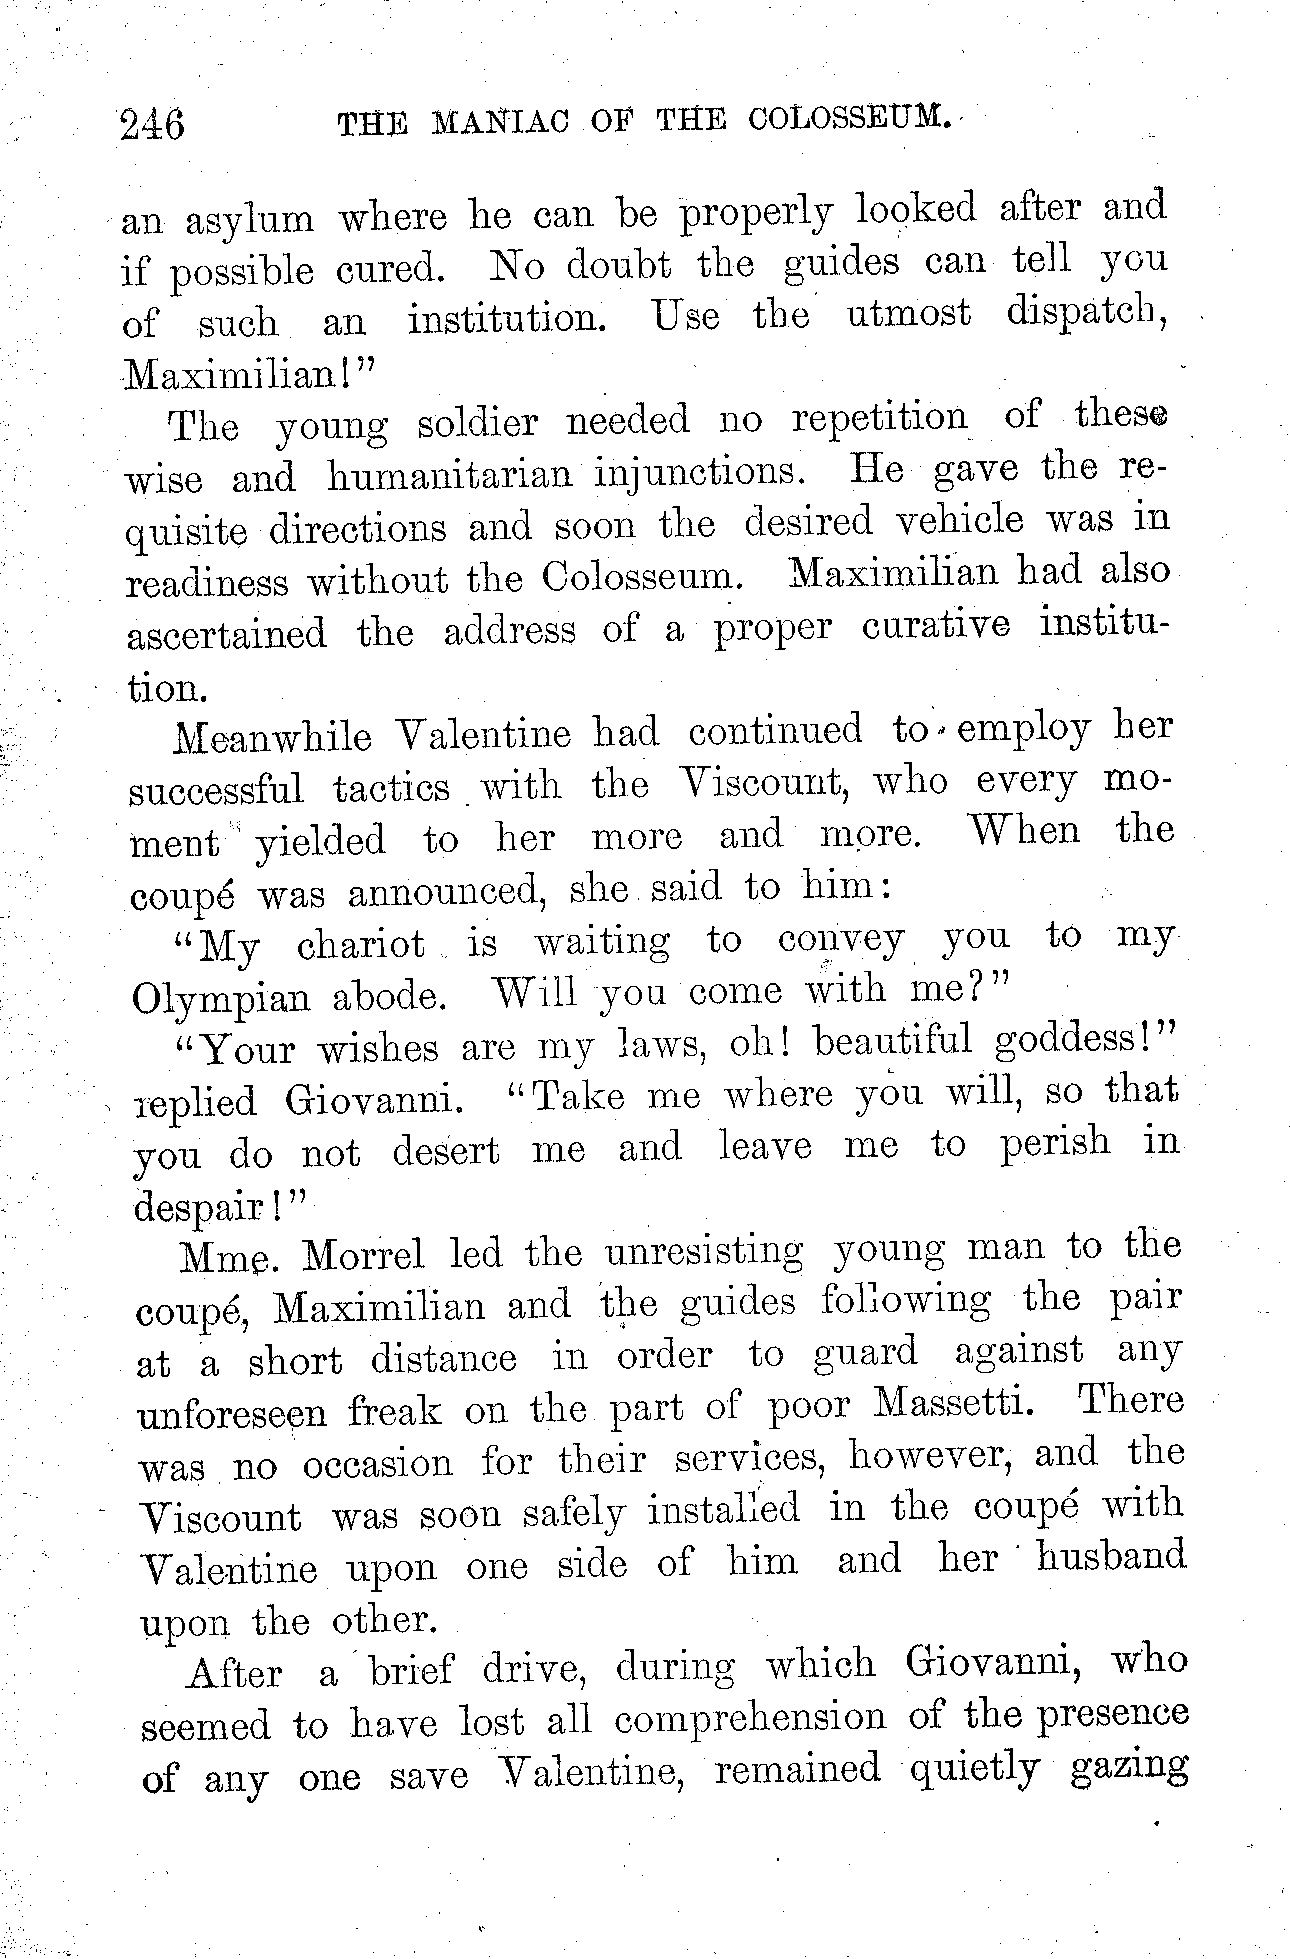 246 THE MANIAC OF THE COLOSSEUM.
an asylum where he can be properly looked after and
if possible cured. No doubt the guides can tell you
of such an institution. Use the utmost dispatch,
Maximilian!"
The young soldier needed no repetition of these
wise and humanitarian injunctions. He gave the re-
quisite directions and soon the desired vehicle was in
readiness without the Colosseum. Maximilian had also
ascertained the address of a proper curative institu-
tion.
Meanwhile Valentine had continued to employ her
successful tactics with the Viscount, who every mo-
ment yielded to her more and more. When the
coupé was announced, she said to him:
"My chariot is waiting to convey you to my
Olympian abode. Will you come with me?"
"Your wishes are my laws, oh! beautiful goddess!"
replied Giovanni. "Take me where you will, so that
you do not desert me and leave me to perish in
despair!"
Mme. Morrel led the unresisting young man to the
coupé, Maximilian and the guides following the pair
at a short distance in order to guard against any
unforeseen freak on the part of poor Massetti. There
was no occasion for their services, however, and the
Viscount was soon safely installed in the coupé with
Valentine upon one side of him and her husband
upon the other.
After a brief drive, during which Giovanni, who
seemed to have lost all comprehension of the presence
of any one save Valentine, remained quietly gazing